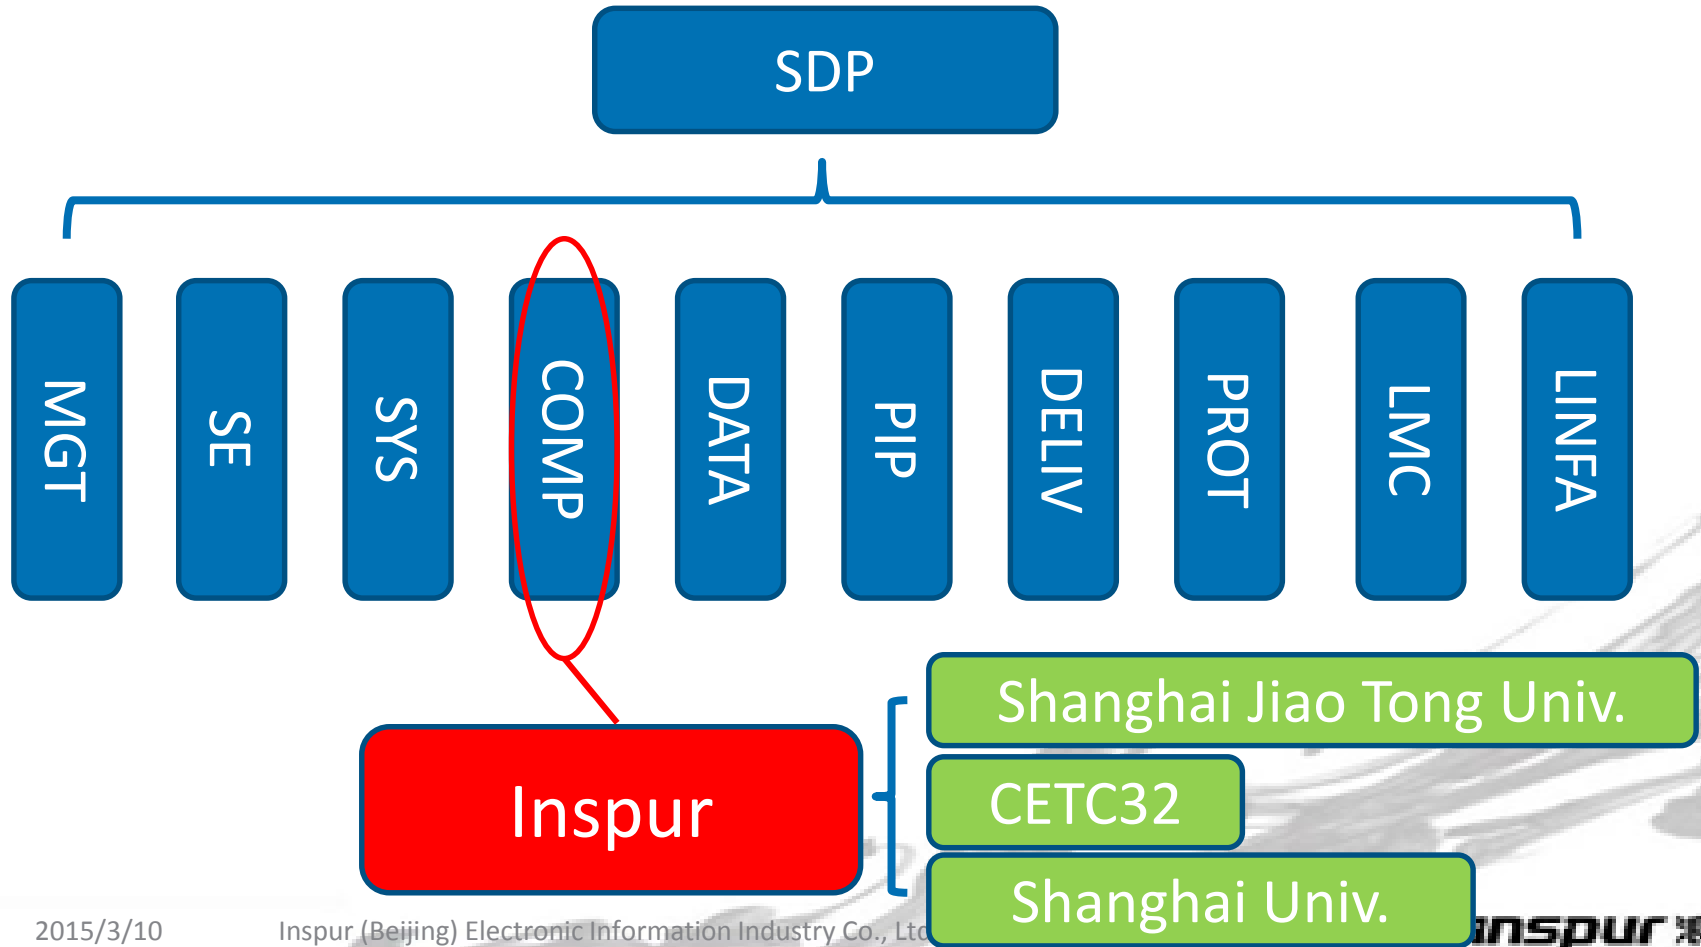 SDP
MGT
SE
SYS
COMP
DATA
PIP
DELIV
PROT
LMC
LINFA
Inspur
Shanghai Jiao Tong Univ.
CETC32
Shanghai Univ.
2015/3/10
Inspur (Beijing) Electronic Information Industry Co., Ltd
inspur